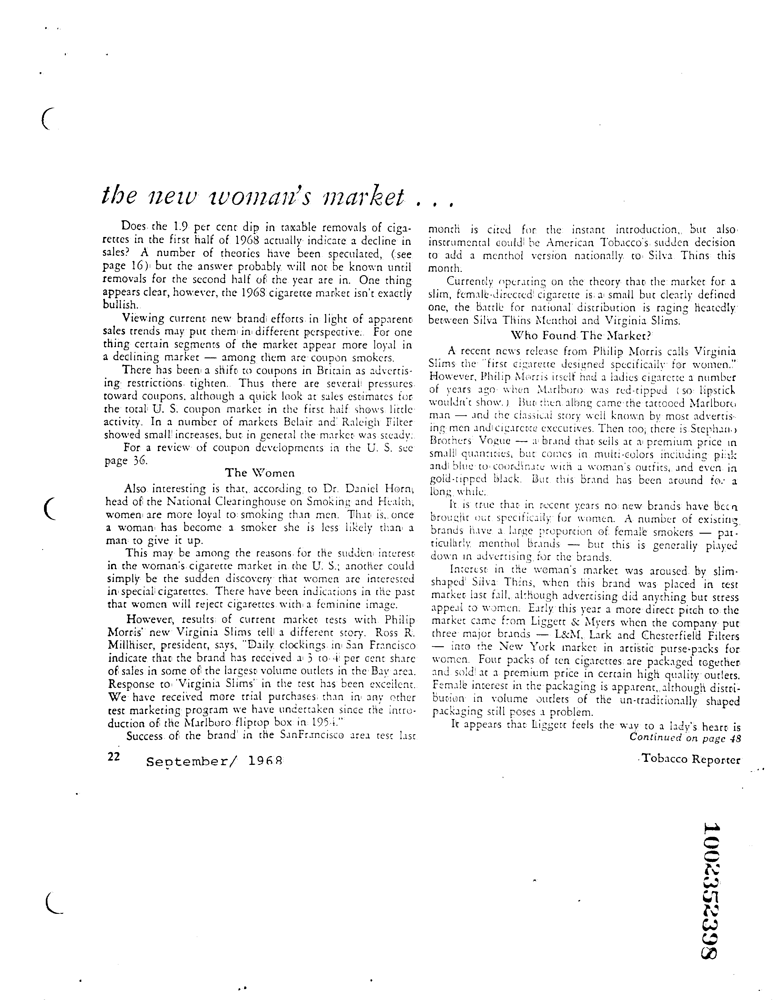 the new woman's market . . .
Does the 1.9 per cent dip in taxable removals of ciga-
rettes in the first half of 1968 actually indicate a decline in
sales? A number of theories have been speculated, (see
page 16) but the answer probably will not be known until
removals for the second half of the year are in. One thing
appears clear, however, the 1968 cigarette market isn't exactly
bullish.
Viewing current new brand efforts in light of apparent
sales trends may put them in different perspective. For one
thing certain segments of the market appear more loyal in
a declining market — among them are coupon smokers.
There has been a shift to coupons in Britain as advertis-
ing restrictions tighten. Thus there are several pressures
toward coupons, although a quick look at sales estimates for
the total U. S. coupon market in the first half shows little
activity. In a number of markets Belair and Raleigh Filter
showed small increases, but in general the market was steady.
For a review of coupon developments in the U. S. see
page 36.
The Women
Also interesting is that, according to Dr. Daniel Horn,
head of the National Clearinghouse on Smoking and Health,
women are more loyal to smoking than men. That is, once
a woman has become a smoker she is less likely than a
man to give it up.
This may be among the reasons for the sudden interest
in the woman's cigarette market in the U. S.; another could
simply be the sudden discovery that women are interested
in special cigarettes. There have been indications in the past
that women will reject cigarettes with a feminine image.
However, results of current market tests with Philip
Morris' new Virginia Slims tell a different story. Ross R.
Millhiser, president, says, "Daily clockings in San Francisco
indicate that the brand has received a 3 to 4 per cent share
of sales in some of the largest volume outlets in the Bay area.
Response to 'Virginia Slims' in the test has been excellent.
We have received more trial purchases than in any other
test marketing program we have undertaken since the intro-
duction of the Marlboro fliptop box in 1954."
Success of the brand in the SanFrancisco area test last
month is cited for the instant introduction, but also
instrumental could be American Tobacco's sudden decision
to add a menthol version nationally to Silva Thins this
month.
Currently operating on the theory that the market for a
slim, female-directed cigarette is a small but clearly defined
one, the battle for national distribution is raging heatedly
between Silva Thins Menthol and Virginia Slims.
Who Found The Market?
A recent news release from Philip Morris calls Virginia
Slims the "first cigarette designed specifically for women."
However, Philip Morris itself had a ladies cigarette a number
of years ago when Marlboro was red-tipped (so lipstick
wouldn't show.) But then along came the tattooed Marlboro
man — and the classical story well known by most advertis-
ing men and cigarette executives. Then too, there is Stephano
Brothers Vogue — a brand that sells at a premium price in
small quantities, but comes in multi-colors including pink
and blue to coordinate with a woman's outfits, and even in
gold-tipped black. But this brand has been around for a
long while.
It is true that in recent years no new brands have been
brought out specifically for women. A number of existing
brands have a large proportion of female smokers — par-
ticularly menthol brands — but this is generally played
down in advertising for the brands.
Interest in the woman's market was aroused by slim-
shaped Silva Thins, when this brand was placed in test
market last fall, although advertising did anything but stress
appeal to women. Early this year a more direct pitch to the
market came from Liggett & Myers when the company put
three major brands — L&M, Lark and Chesterfield Filters
— into the New York market in artistic purse-packs for
women. Four packs of ten cigarettes are packaged together
and sold at a premium price in certain high quality outlets.
Female interest in the packaging is apparent, although distri-
bution in volume outlets of the un-traditionally shaped
packaging still poses a problem.
It appears that Liggett feels the way to a lady's heart is
Continued on page 48
22 September/ 1968
Tobacco Reporter
1002352398